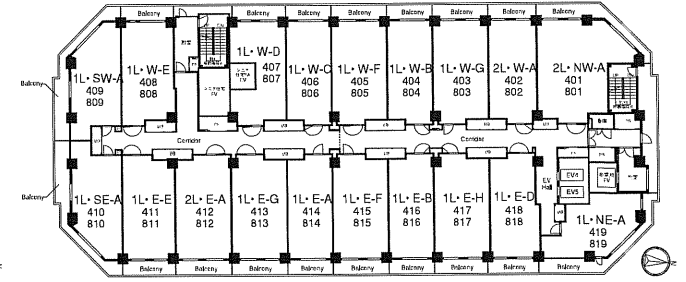 Balcony Balcony Balcony Balcony Balcony Balcony Balcony Balcony
1L・SW-A
409
809
1L・W-E
408
808
1L・W-D
407
807
1L・W-C
406
806
1L・W-F
405
805
1L・W-B
404
804
1L・W-G
403
803
2L・W-A
402
802
2L・NW-A
401
801
Balcony
Corridor
Corridor
Balcony
1L・SE-A
410
810
1L・E-E
411
811
2L・E-A
412
812
1L・E-G
413
813
1L・E-A
414
814
1L・E-F
415
815
1L・E-B
416
816
1L・E-H
417
817
1L・E-D
418
818
EV
Hall
EV4
EV5
1L・NE-A
419
819
Balcony Balcony Balcony Balcony Balcony Balcony Balcony Balcony Balcony